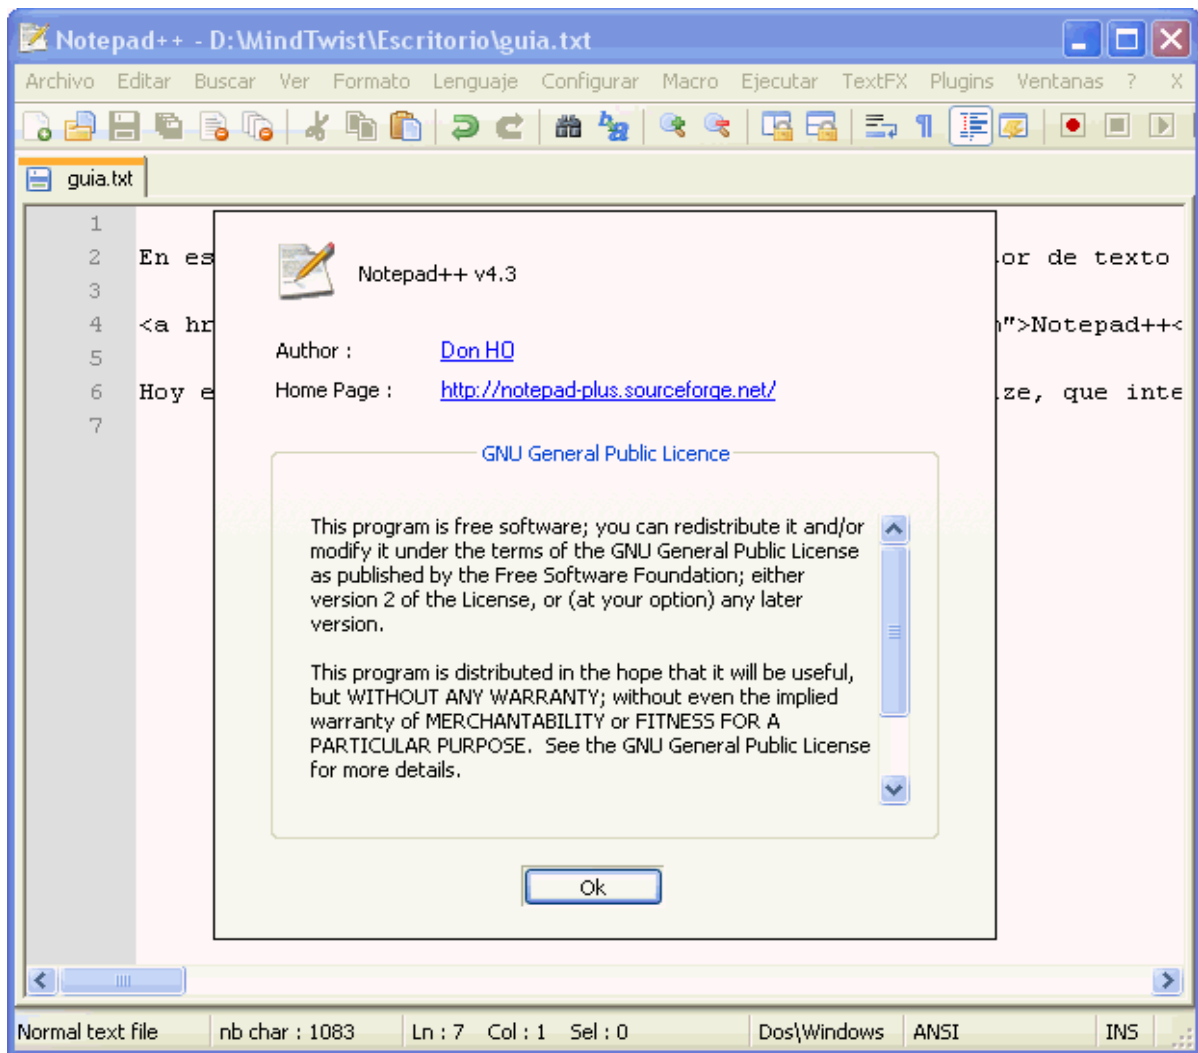 Notepad++ - D:\MindTwist\Escritorio\guia.txt
Archivo Editar Buscar Ver Formato Lenguaje Configurar Macro Ejecutar TextFX Plugins Ventanas ? X
guia.txt
1
2 En es
or de texto
3
4 <a hr
">Notepad++<
5
6 Hoy e
ze, que inte
7
Notepad++ v4.3
Author : Don HO
Home Page : http://notepad-plus.sourceforge.net/
GNU General Public Licence
This program is free software; you can redistribute it and/or
modify it under the terms of the GNU General Public License
as published by the Free Software Foundation; either
version 2 of the License, or (at your option) any later
version.
This program is distributed in the hope that it will be useful,
but WITHOUT ANY WARRANTY; without even the implied
warranty of MERCHANTABILITY or FITNESS FOR A
PARTICULAR PURPOSE. See the GNU General Public License
for more details.
Ok
Normal text file nb char : 1083 Ln : 7 Col : 1 Sel : 0 Dos\Windows ANSI INS